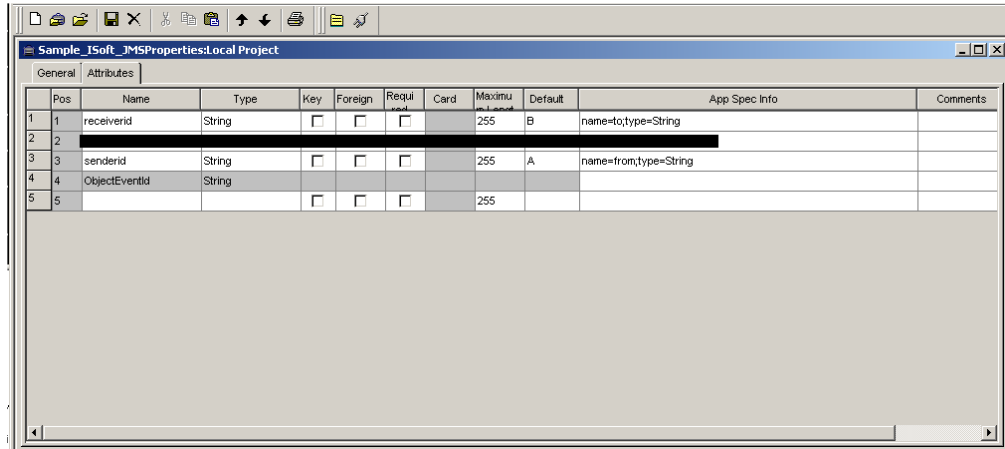 Sample_ISoft_JMSProperties:Local Project
General Attributes
Pos Name Type Key Foreign Requi Card Maximu Default App Spec Info Comments
1 1 receiverid String 255 B name=to;type=String
2 2
3 3 senderid String 255 A name=from;type=String
4 4 ObjectEventId String
5 5 255